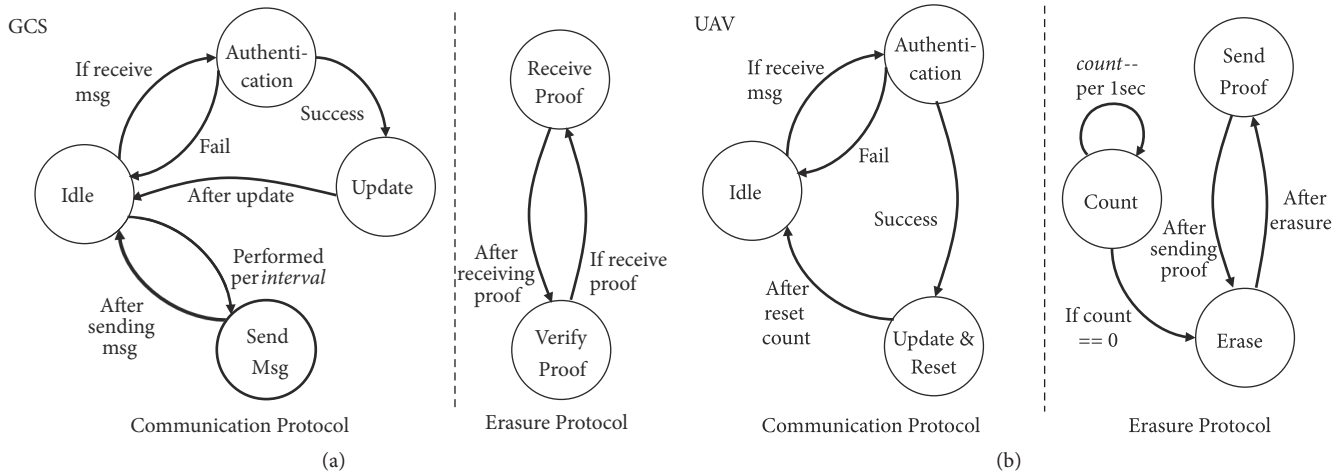 GCS
Authenti-
cation
If receive
msg
Success
Fail
Idle
Update
After update
Performed
per interval
After
sending
msg
Send
Msg
Communication Protocol
Receive
Proof
After
receiving
proof
If receive
proof
Verify
Proof
Erasure Protocol
(a)
UAV
Authenti-
cation
If receive
msg
Fail
Idle
Success
After
reset
count
Update &
Reset
Communication Protocol
count--
per 1sec
Send
Proof
Count
After
sending
proof
After
erasure
If count
== 0
Erase
Erasure Protocol
(b)